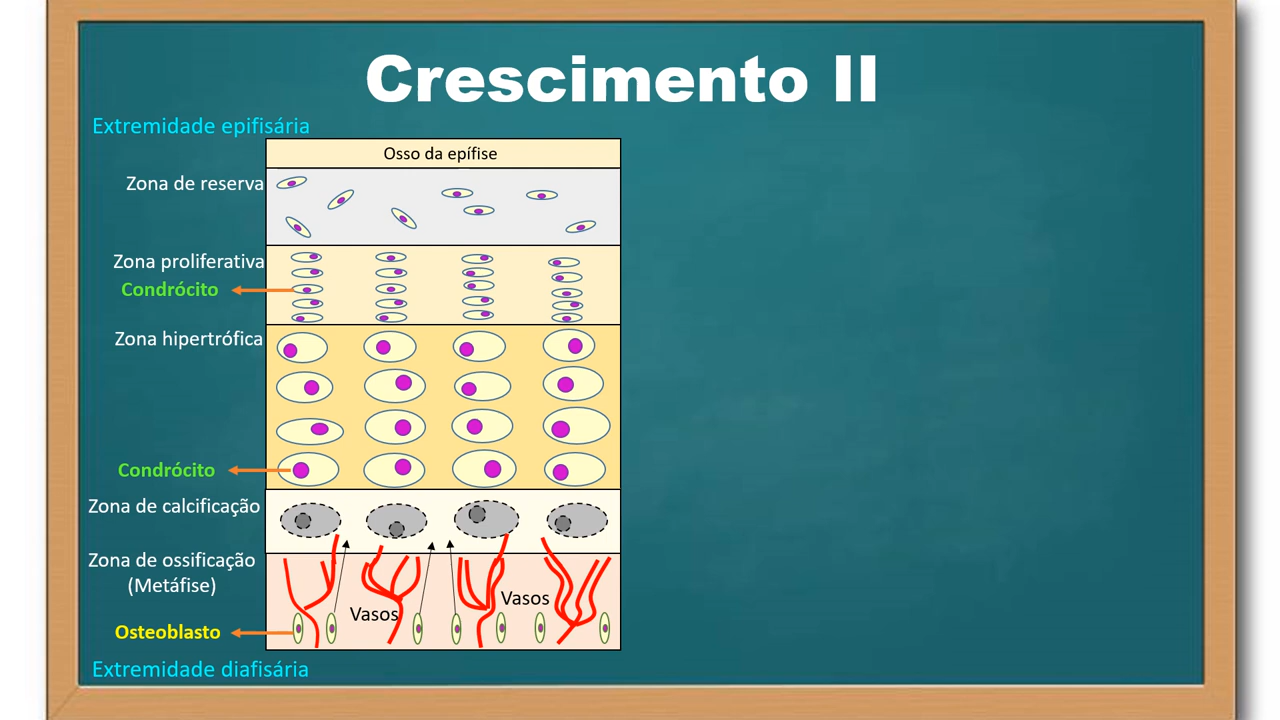 Crescimento II
Extremidade epifisária
Osso da epífise
Zona de reserva
Zona proliferativa
Condrócito
Zona hipertrófica
Condrócito
Zona de calcificação
Zona de ossificação
(Metáfise)
Vasos
Vasos
Osteoblasto
Extremidade diafisária